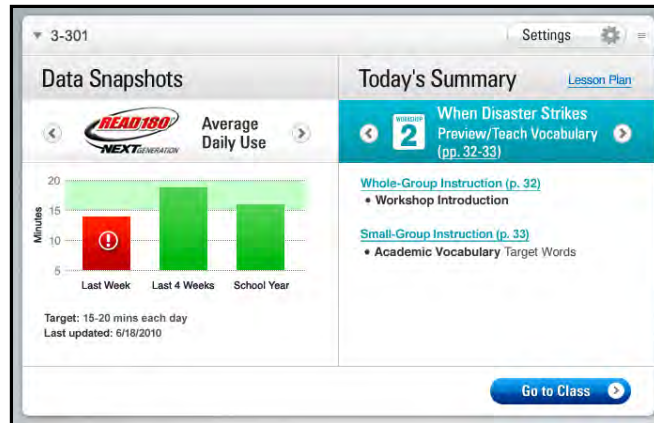 3-301
Settings
Data Snapshots
READ180
NEXT GENERATION
Average
Daily Use
Minutes
20
15
10
5
Last Week
Last 4 Weeks
School Year
Target: 15-20 mins each day
Last updated: 6/18/2010
Today's Summary
Lesson Plan
WORKSHOP
2
When Disaster Strikes
Preview/Teach Vocabulary
(pp. 32-33)
Whole-Group Instruction (p. 32)
• Workshop Introduction
Small-Group Instruction (p. 33)
• Academic Vocabulary Target Words
Go to Class